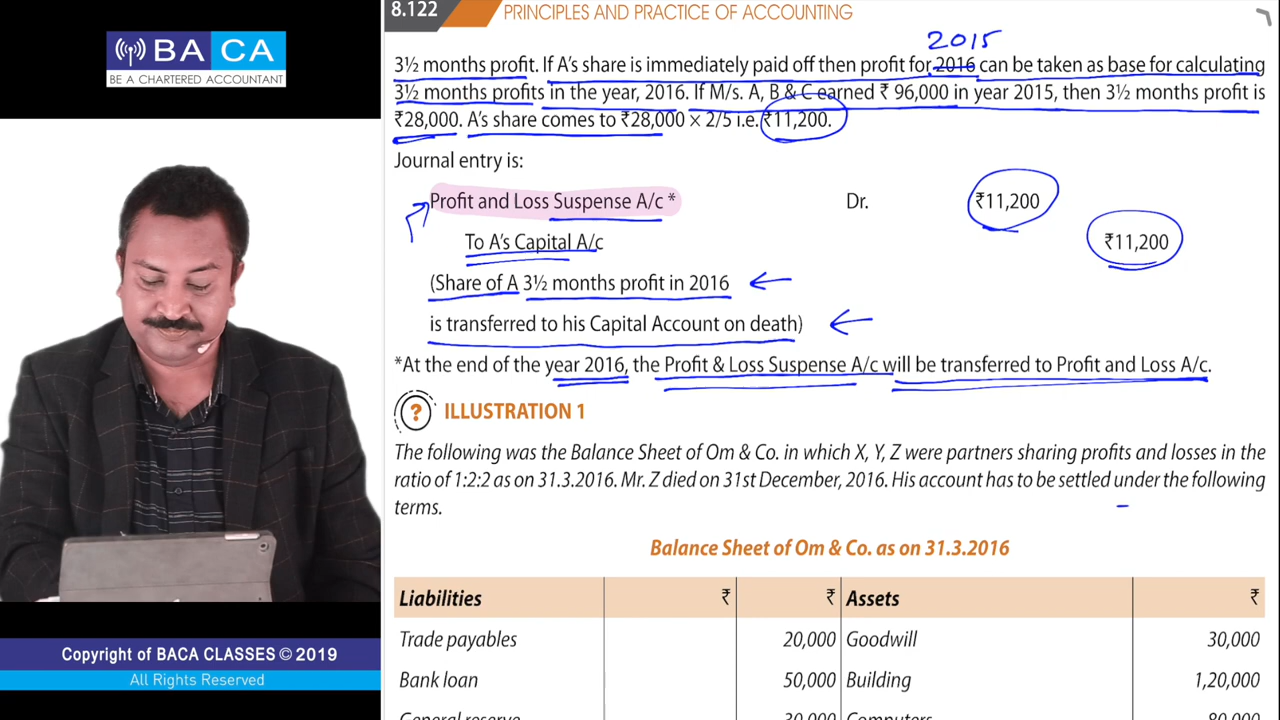 BA CA
BE A CHARTERED ACCOUNTANT
8.122 PRINCIPLES AND PRACTICE OF ACCOUNTING
2015
3½ months profit. If A's share is immediately paid off then profit for 2016 can be taken as base for calculating
3½ months profits in the year, 2016. If M/s. A, B & C earned ₹ 96,000 in year 2015, then 3½ months profit is
₹28,000. A's share comes to ₹28,000 × 2/5 i.e. ₹11,200.
Journal entry is:
Profit and Loss Suspense A/c * Dr. ₹11,200
To A's Capital A/c ₹11,200
(Share of A 3½ months profit in 2016
is transferred to his Capital Account on death)
*At the end of the year 2016, the Profit & Loss Suspense A/c will be transferred to Profit and Loss A/c.
? ILLUSTRATION 1
The following was the Balance Sheet of Om & Co. in which X, Y, Z were partners sharing profits and losses in the
ratio of 1:2:2 as on 31.3.2016. Mr. Z died on 31st December, 2016. His account has to be settled under the following
terms.
Balance Sheet of Om & Co. as on 31.3.2016
Liabilities ₹ ₹ Assets ₹
Trade payables 20,000 Goodwill 30,000
Bank loan 50,000 Building 1,20,000
General reserve 30,000 Computers 80,000
Copyright of BACA CLASSES © 2019
All Rights Reserved